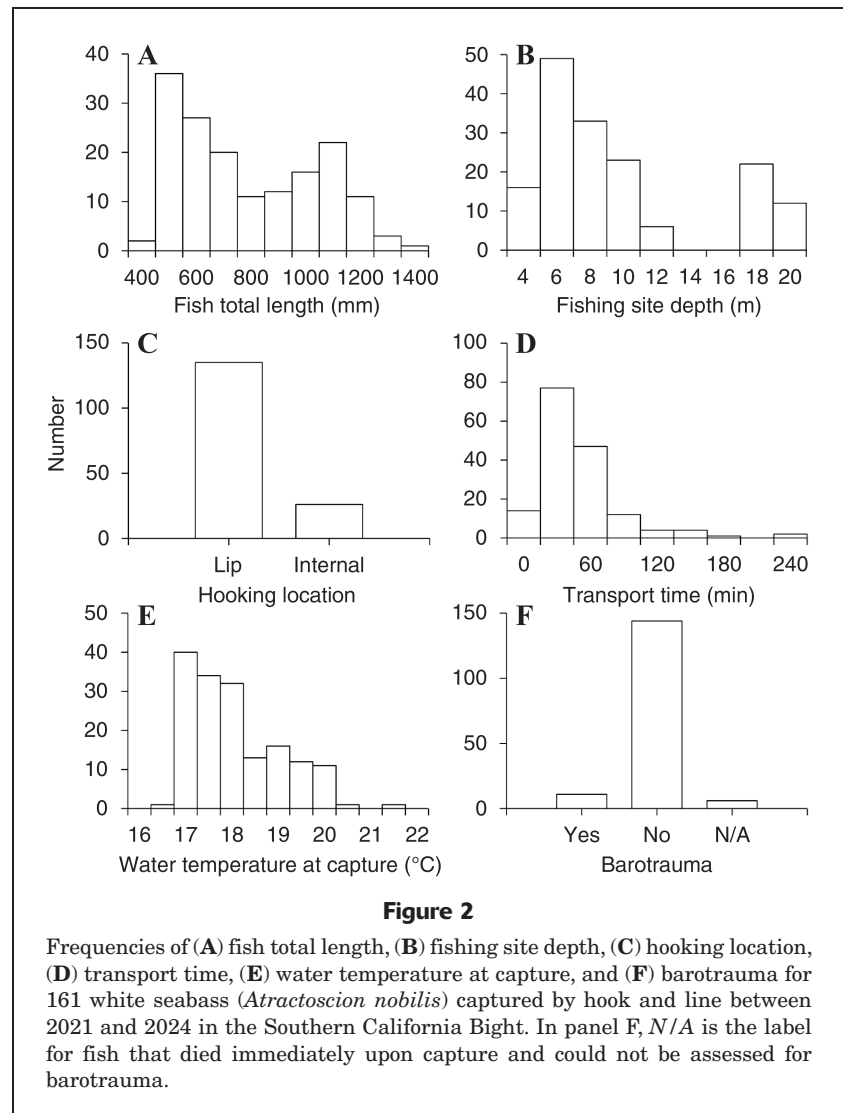 A
40
30
20
10
0
400 600 800 1000 1200 1400
Fish total length (mm)
B
50
40
30
20
10
0
4 6 8 10 12 14 16 18 20
Fishing site depth (m)
C
150
100
50
0
Number
Lip Internal
Hooking location
D
100
80
60
40
20
0
0 60 120 180 240
Transport time (min)
E
50
40
30
20
10
0
16 17 18 19 20 21 22
Water temperature at capture (°C)
F
150
100
50
0
Yes No N/A
Barotrauma
Figure 2
Frequencies of (A) fish total length, (B) fishing site depth, (C) hooking location,
(D) transport time, (E) water temperature at capture, and (F) barotrauma for
161 white seabass (Atractoscion nobilis) captured by hook and line between
2021 and 2024 in the Southern California Bight. In panel F, N/A is the label
for fish that died immediately upon capture and could not be assessed for
barotrauma.